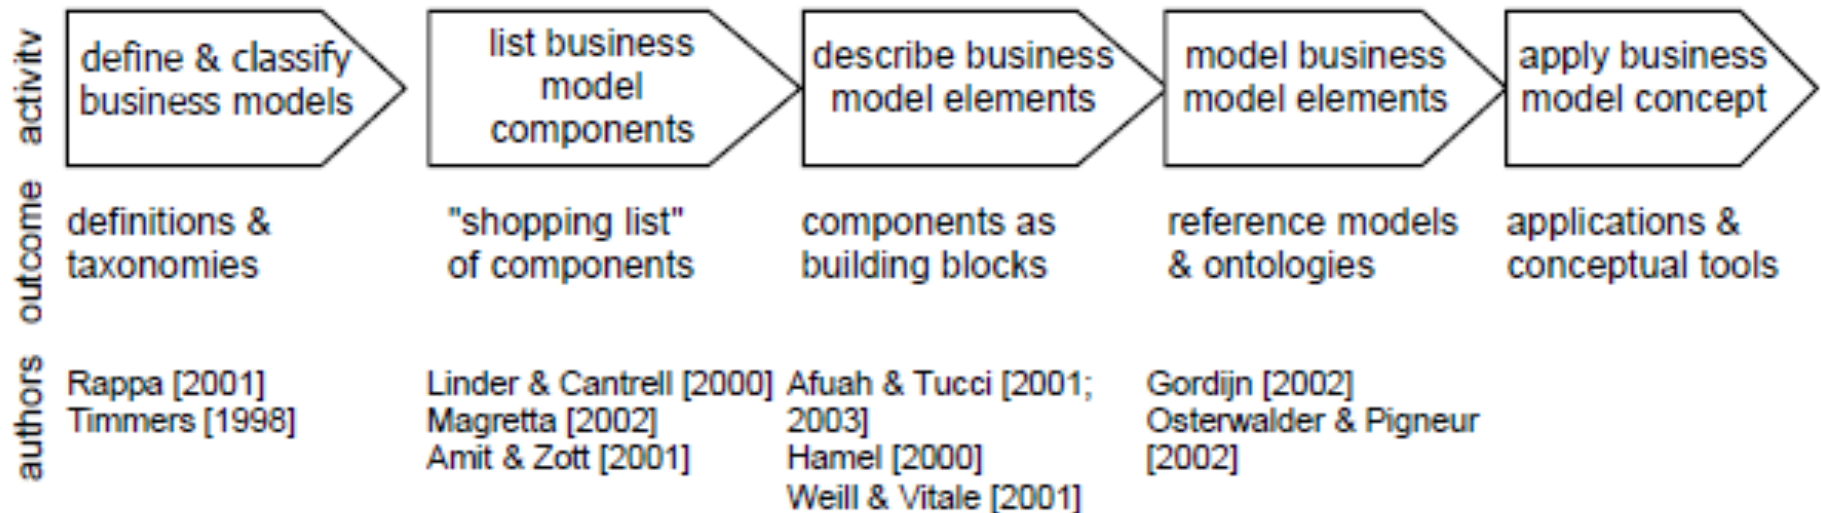 activity
define & classify
business models
list business
model
components
describe business
model elements
model business
model elements
apply business
model concept
outcome
definitions &
taxonomies
"shopping list"
of components
components as
building blocks
reference models
& ontologies
applications &
conceptual tools
authors
Rappa [2001]
Timmers [1998]
Linder & Cantrell [2000]
Magretta [2002]
Amit & Zott [2001]
Afuah & Tucci [2001;
2003]
Hamel [2000]
Weill & Vitale [2001]
Gordijn [2002]
Osterwalder & Pigneur
[2002]